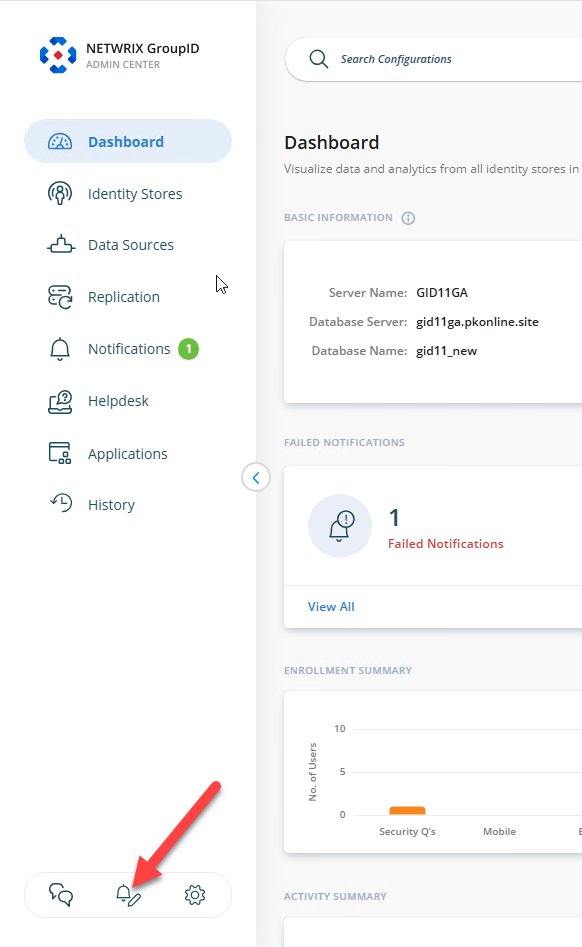 NETWRIX GroupID
ADMIN CENTER
Dashboard
Identity Stores
Data Sources
Replication
Notifications 1
Helpdesk
Applications
History
Search Configurations
Dashboard
Visualize data and analytics from all identity stores in
BASIC INFORMATION
Server Name: GID11GA
Database Server: gid11ga.pkonline.site
Database Name: gid11_new
FAILED NOTIFICATIONS
1
Failed Notifications
View All
ENROLLMENT SUMMARY
No. of Users
10
5
0
Security Q's
Mobile
E
ACTIVITY SUMMARY